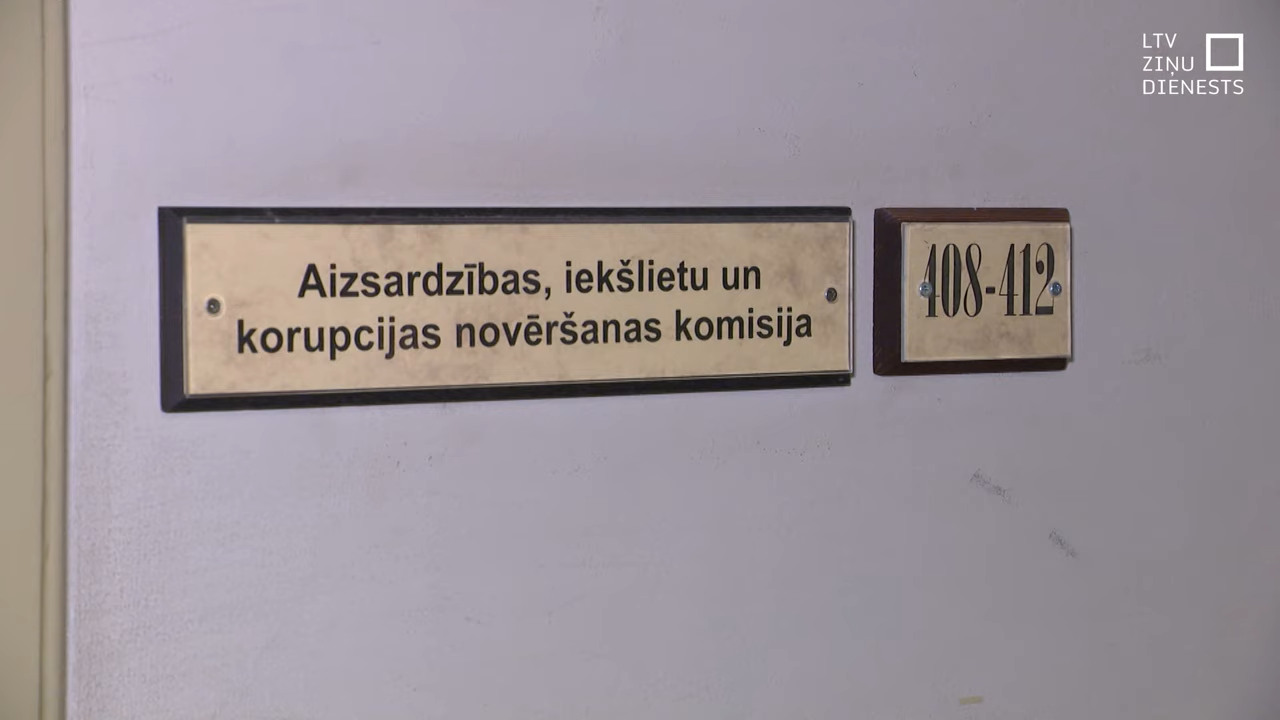 LTV
ZIŅU
DIENESTS
Aizsardzības, iekšlietu un
korupcijas novēršanas komisija
408-412